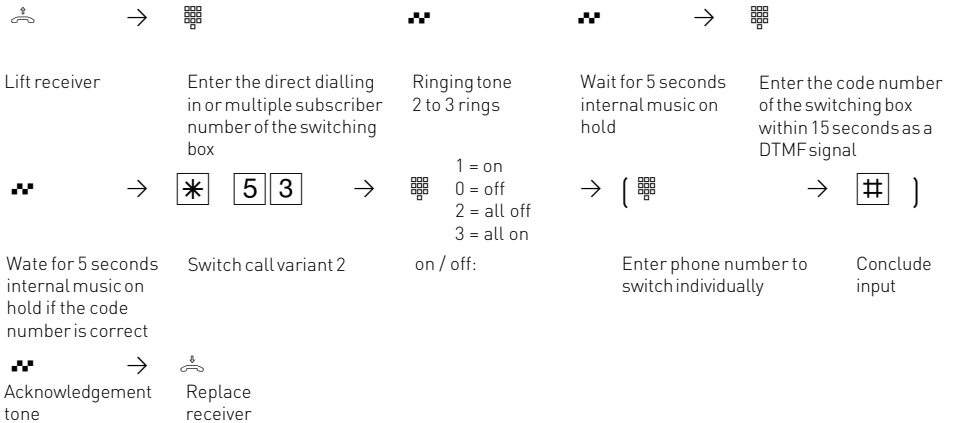 Lift receiver
Enter the direct dialling
in or multiple subscriber
number of the switching
box
Ringing tone
2 to 3 rings
Wait for 5 seconds
internal music on
hold
Enter the code number
of the switching box
within 15 seconds as a
DTMF signal
* 5 3
1 = on
0 = off
2 = all off
3 = all on
( # )
Wate for 5 seconds
internal music on
hold if the code
number is correct
Switch call variant 2
on / off:
Enter phone number to
switch individually
Conclude
input
Acknowledgement
tone
Replace
receiver